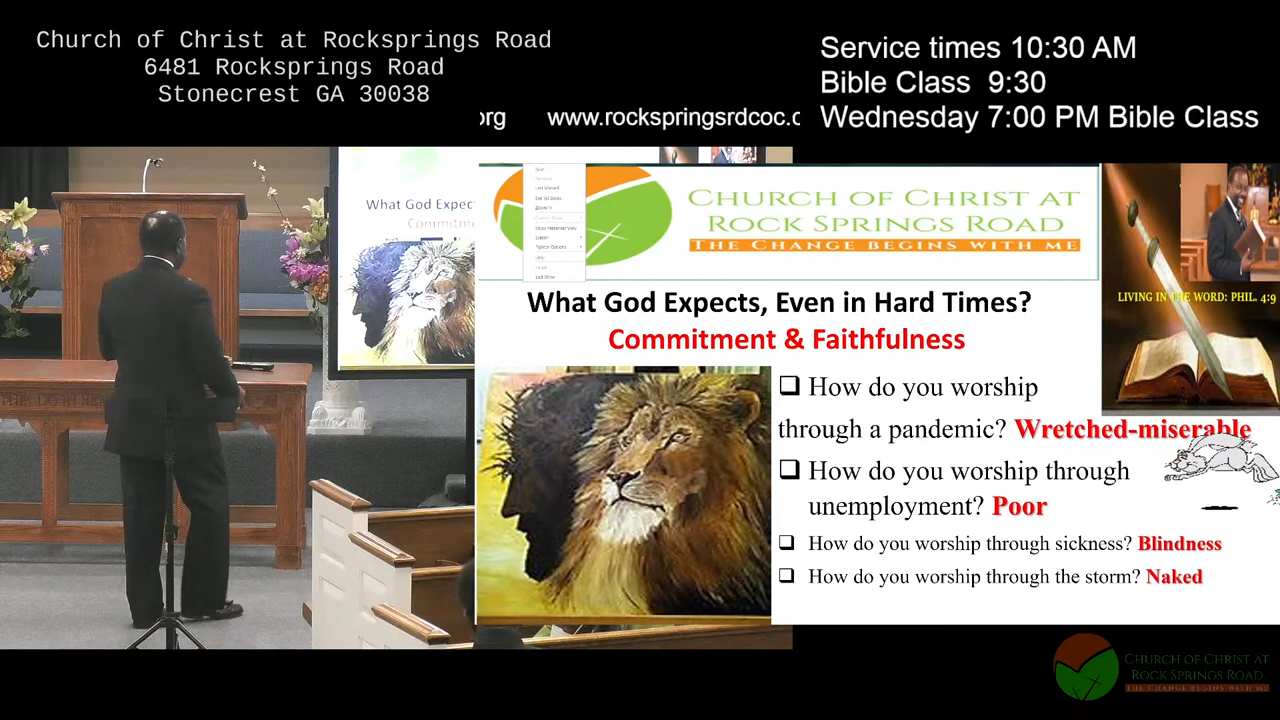 Church of Christ at Rocksprings Road
6481 Rocksprings Road
Stonecrest GA 30038
Service times 10:30 AM
Bible Class 9:30
Wednesday 7:00 PM Bible Class
org www.rockspringsrdcoc.c
What God Expec
Commitme
CHURCH OF CHRIST AT
ROCK SPRINGS ROAD
THE CHANGE BEGINS WITH ME
LIVING IN THE WORD: PHIL. 4:9
What God Expects, Even in Hard Times?
Commitment & Faithfulness
How do you worship
through a pandemic? Wretched-miserable
How do you worship through
unemployment? Poor
How do you worship through sickness? Blindness
How do you worship through the storm? Naked
CHURCH OF CHRIST AT
ROCK SPRINGS ROAD
THE CHANGE BEGINS WITH ME